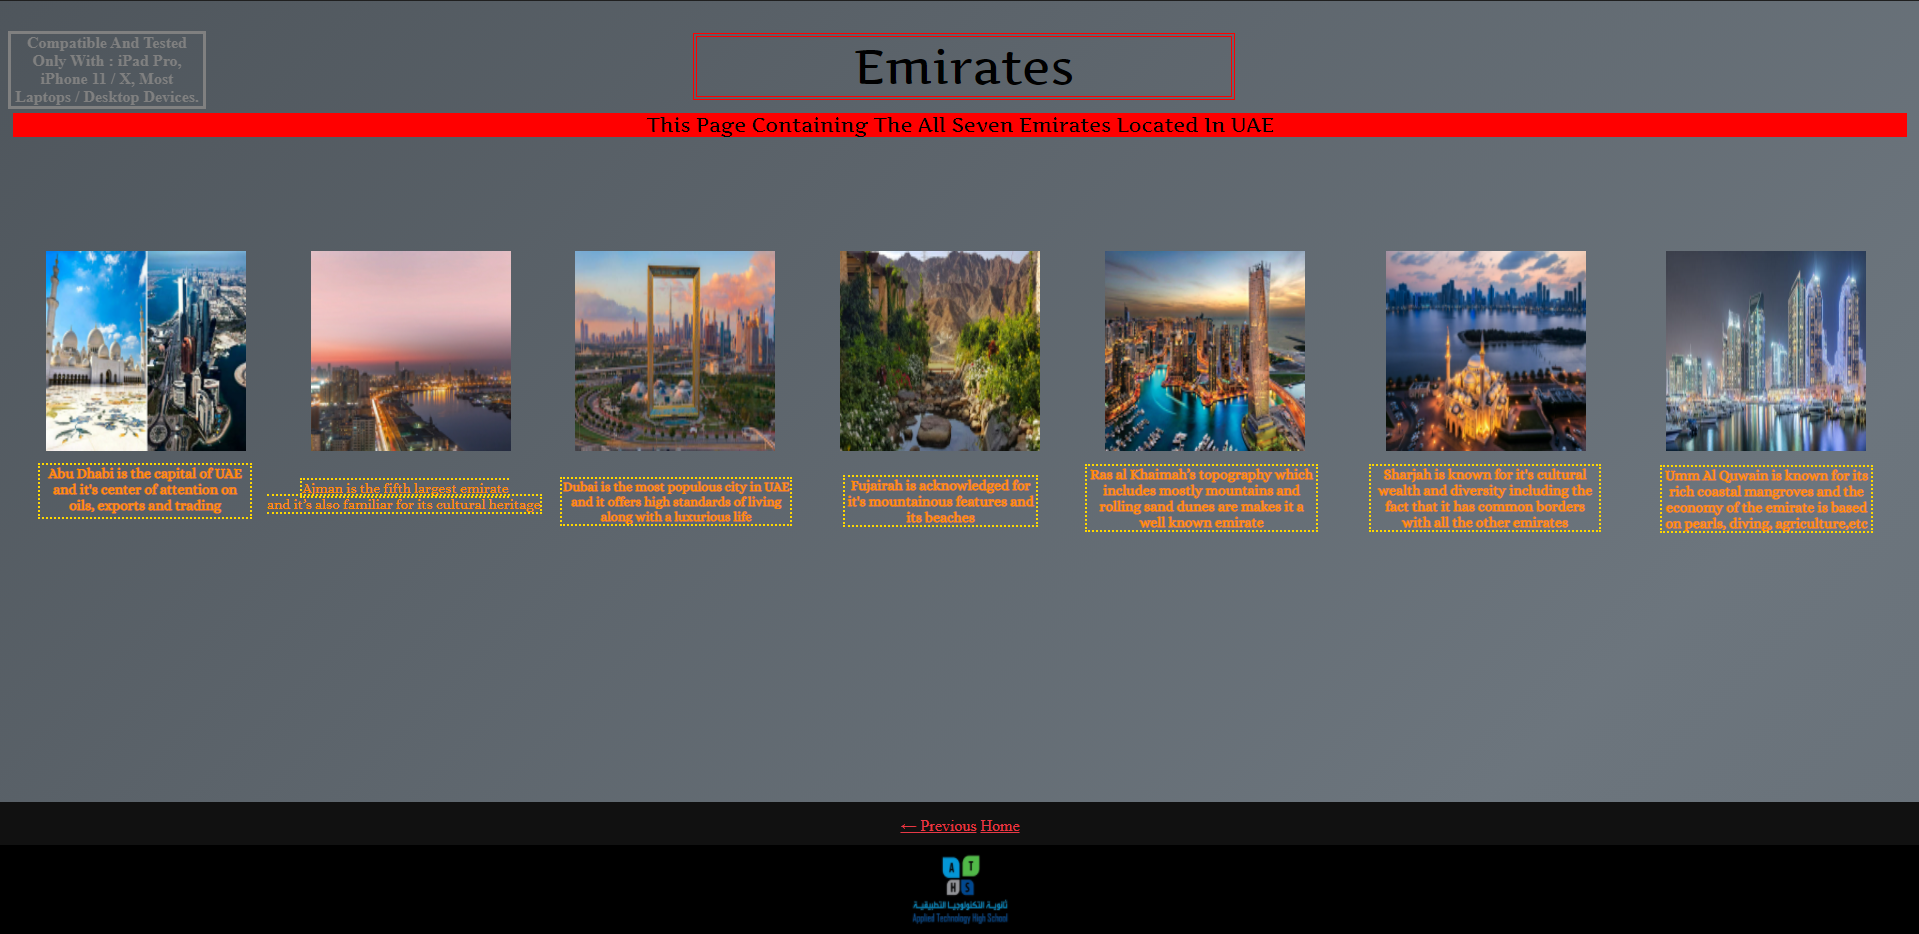 Compatible And Tested
Only With : iPad Pro,
iPhone 11 / X, Most
Laptops / Desktop Devices.
Emirates
This Page Containing The All Seven Emirates Located In UAE
Abu Dhabi is the capital of UAE
and it's center of attention on
oils, exports and trading
Ajman is the fifth largest emirate
and it's also familiar for its cultural heritage
Dubai is the most populous city in UAE
and it offers high standards of living
along with a luxurious life
Fujairah is acknowledged for
it's mountainous features and
its beaches
Ras al Khaimah's topography which
includes mostly mountains and
rolling sand dunes are makes it a
well known emirate
Sharjah is known for it's cultural
wealth and diversity including the
fact that it has common borders
with all the other emirates
Umm Al Quwain is known for its
rich coastal mangroves and the
economy of the emirate is based
on pearls, diving, agriculture,etc
← Previous Home
A T
H S
ثانوية التكنولوجيا التطبيقية
Applied Technology High School